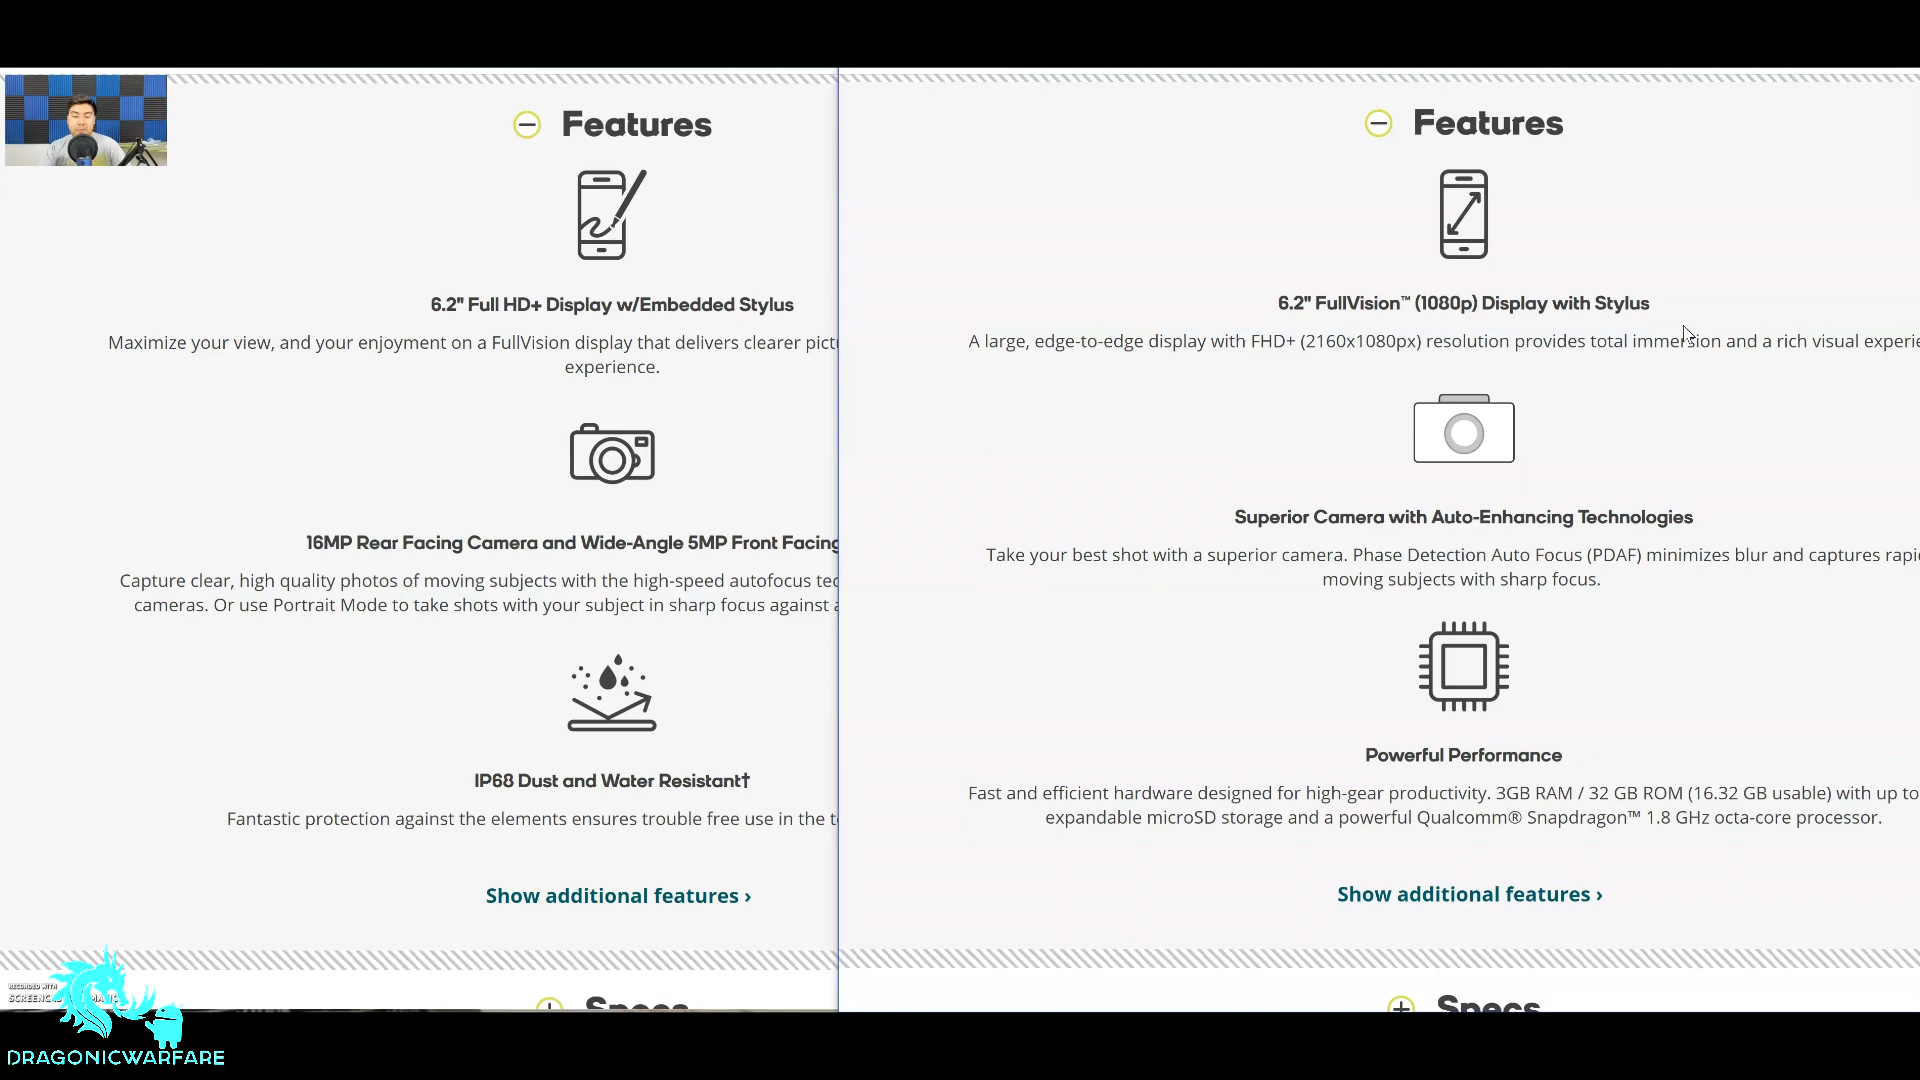 Features
6.2" Full HD+ Display w/Embedded Stylus
Maximize your view, and your enjoyment on a FullVision display that delivers clearer
experience.
16MP Rear Facing Camera and Wide-Angle 5MP Front Facing
Capture clear, high quality photos of moving subjects with the high-speed autofocus
cameras. Or use Portrait Mode to take shots with your subject in sharp focus against
IP68 Dust and Water Resistant†
Fantastic protection against the elements ensures trouble free use in the
Show additional features ›
Specs
Features
6.2" FullVision™ (1080p) Display with Stylus
A large, edge-to-edge display with FHD+ (2160x1080px) resolution provides total immersion and a rich visual
Superior Camera with Auto-Enhancing Technologies
Take your best shot with a superior camera. Phase Detection Auto Focus (PDAF) minimizes blur and captures
moving subjects with sharp focus.
Powerful Performance
Fast and efficient hardware designed for high-gear productivity. 3GB RAM / 32 GB ROM (16.32 GB usable) with up to
expandable microSD storage and a powerful Qualcomm® Snapdragon™ 1.8 GHz octa-core processor.
Show additional features ›
Specs
RECORDED WITH
DRAGONICWARFARE